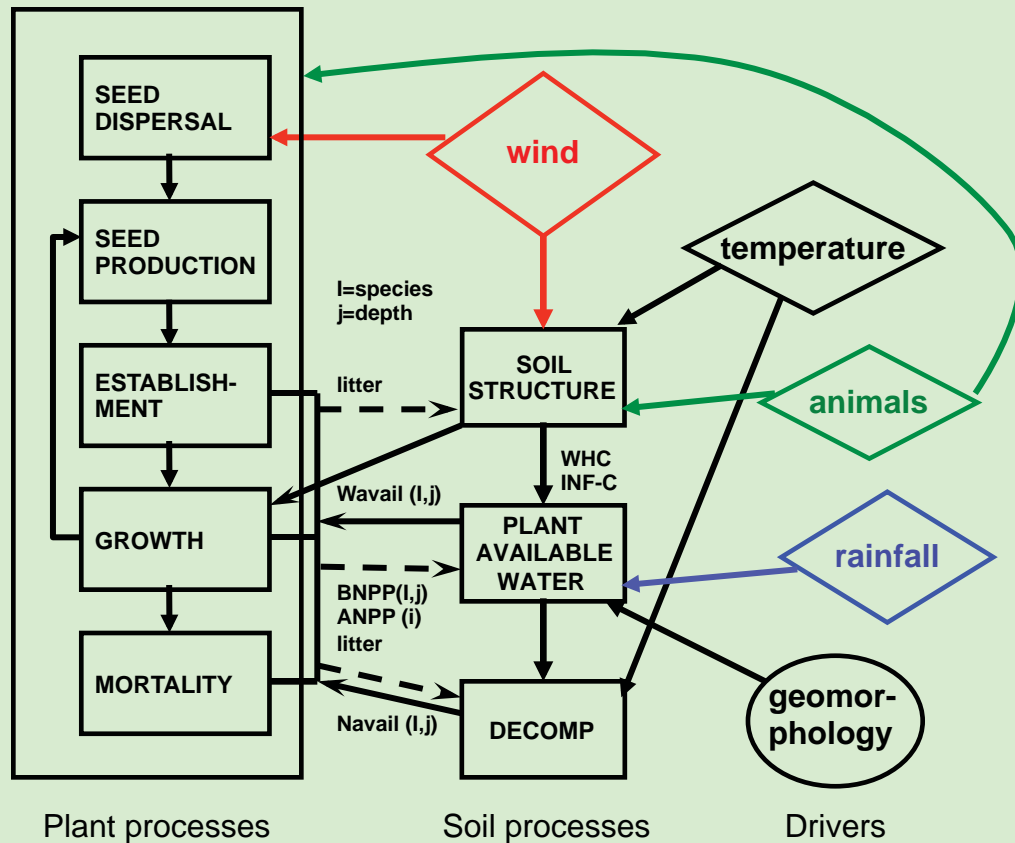 SEED
DISPERSAL
wind
SEED
PRODUCTION
temperature
I=species
j=depth
ESTABLISH-
MENT
litter
SOIL
STRUCTURE
animals
WHC
INF-C
Wavail (I,j)
GROWTH
PLANT
AVAILABLE
WATER
rainfall
BNPP(I,j)
ANPP (i)
litter
MORTALITY
Navail (I,j)
DECOMP
geomor-
phology
Plant processes
Soil processes
Drivers